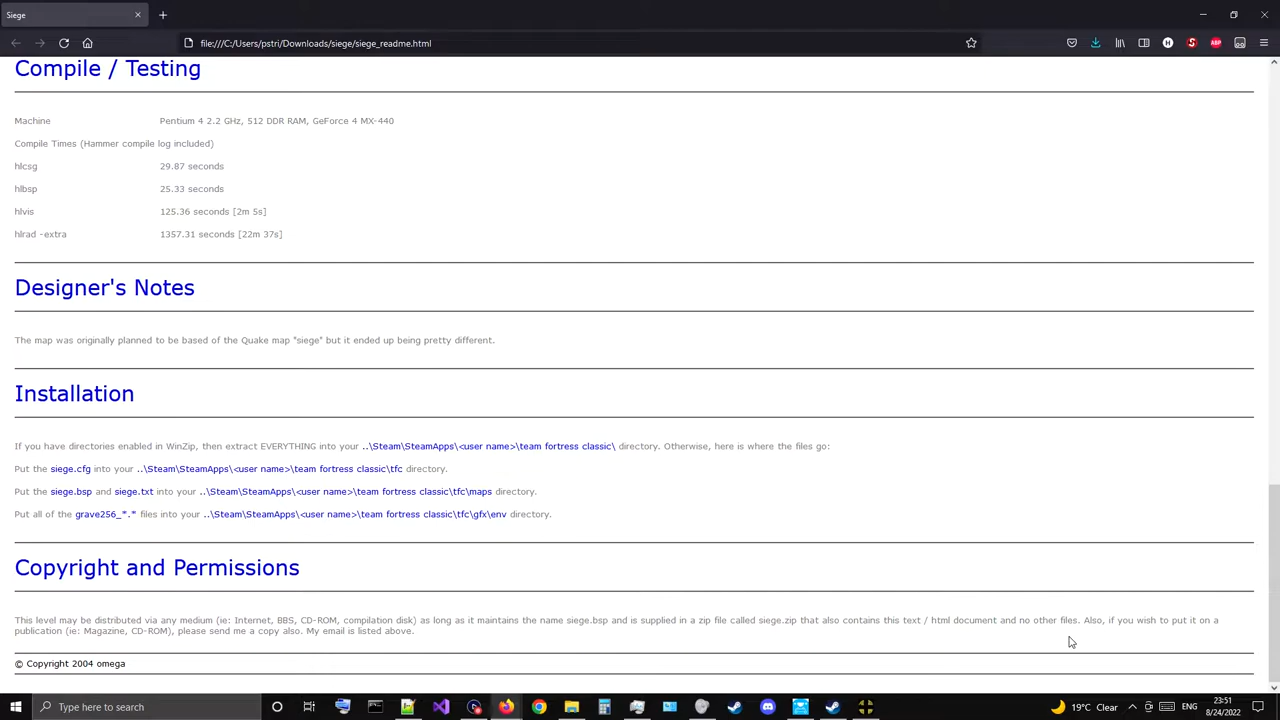 Siege
file:///C:/Users/pstri/Downloads/siege/siege_readme.html
Compile / Testing
Machine Pentium 4 2.2 GHz, 512 DDR RAM, GeForce 4 MX-440
Compile Times (Hammer compile log included)
hlcsg 29.87 seconds
hlbsp 25.33 seconds
hlvis 125.36 seconds [2m 5s]
hlrad -extra 1357.31 seconds [22m 37s]
Designer's Notes
The map was originally planned to be based of the Quake map "siege" but it ended up being pretty different.
Installation
If you have directories enabled in WinZip, then extract EVERYTHING into your ..\Steam\SteamApps\<user name>\team fortress classic\ directory. Otherwise, here is where the files go:
Put the siege.cfg into your ..\Steam\SteamApps\<user name>\team fortress classic\tfc directory.
Put the siege.bsp and siege.txt into your ..\Steam\SteamApps\<user name>\team fortress classic\tfc\maps directory.
Put all of the grave256_*.* files into your ..\Steam\SteamApps\<user name>\team fortress classic\tfc\gfx\env directory.
Copyright and Permissions
This level may be distributed via any medium (ie: Internet, BBS, CD-ROM, compilation disk) as long as it maintains the name siege.bsp and is supplied in a zip file called siege.zip that also contains this text / html document and no other files. Also, if you wish to put it on a
publication (ie: Magazine, CD-ROM), please send me a copy also. My email is listed above.
© Copyright 2004 omega
Type here to search
19°C Clear
ENG
23:51
8/24/2022